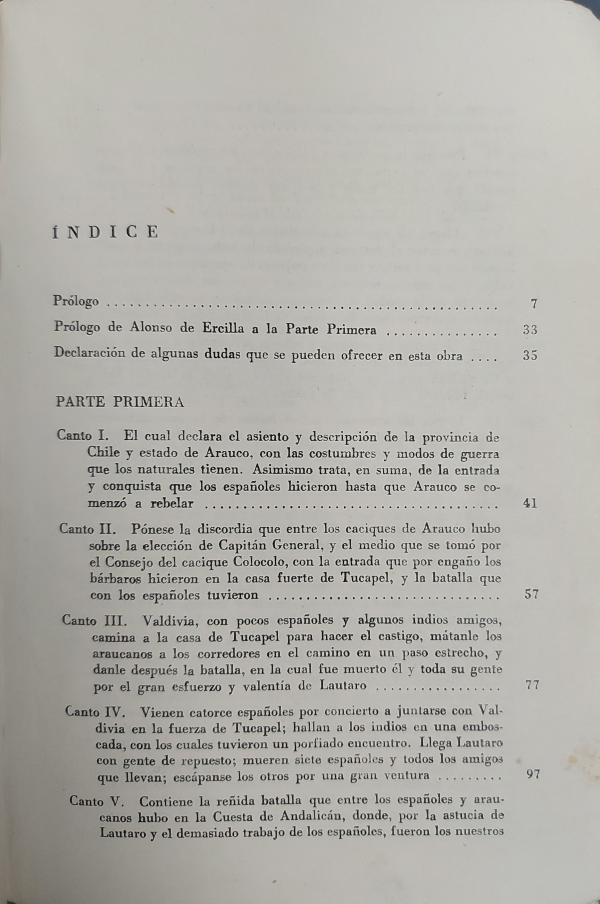 ÍNDICE
Prólogo .................................................. 7
Prólogo de Alonso de Ercilla a la Parte Primera ............... 33
Declaración de algunas dudas que se pueden ofrecer en esta obra .... 35
PARTE PRIMERA
Canto I. El cual declara el asiento y descripción de la provincia de
Chile y estado de Arauco, con las costumbres y modos de guerra
que los naturales tienen. Asimismo trata, en suma, de la entrada
y conquista que los españoles hicieron hasta que Arauco se co-
menzó a rebelar ...................................... 41
Canto II. Pónese la discordia que entre los caciques de Arauco hubo
sobre la elección de Capitán General, y el medio que se tomó por
el Consejo del cacique Colocolo, con la entrada que por engaño los
bárbaros hicieron en la casa fuerte de Tucapel, y la batalla que
con los españoles tuvieron .............................. 57
Canto III. Valdivia, con pocos españoles y algunos indios amigos,
camina a la casa de Tucapel para hacer el castigo, mátanle los
araucanos a los corredores en el camino en un paso estrecho, y
danle después la batalla, en la cual fue muerto él y toda su gente
por el gran esfuerzo y valentía de Lautaro ................. 77
Canto IV. Vienen catorce españoles por concierto a juntarse con Val-
divia en la fuerza de Tucapel; hallan a los indios en una embos-
cada, con los cuales tuvieron un porfiado encuentro. Llega Lautaro
con gente de repuesto; mueren siete españoles y todos los amigos
que llevan; escápanse los otros por una gran ventura ......... 97
Canto V. Contiene la reñida batalla que entre los españoles y arau-
canos hubo en la Cuesta de Andalicán, donde, por la astucia de
Lautaro y el demasiado trabajo de los españoles, fueron los nuestros